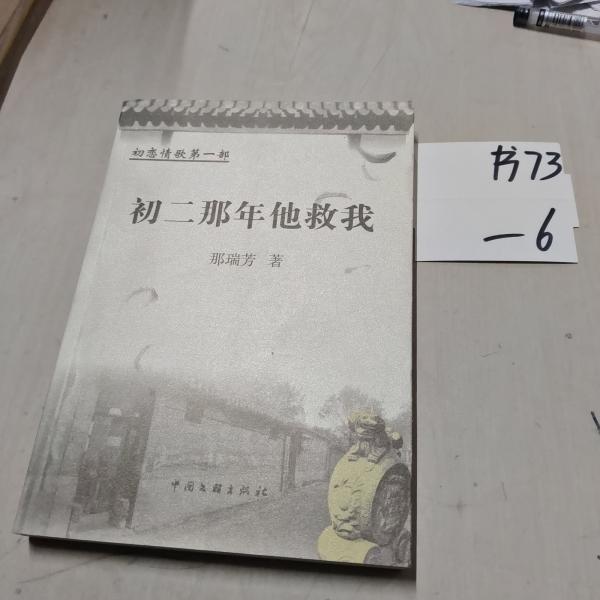 初恋情歌第一部
初二那年他救我
那瑞芳 著
中国文联出版社
书73
—6